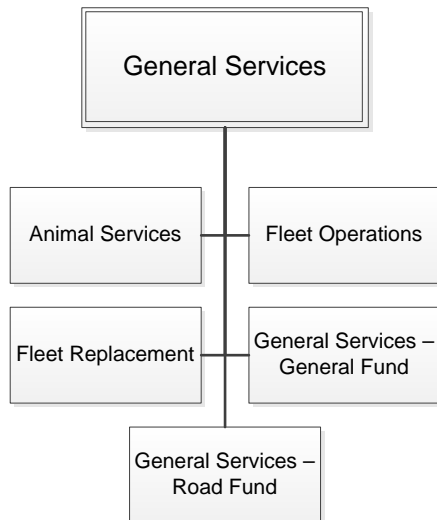 General Services
Animal Services
Fleet Operations
Fleet Replacement
General Services –
General Fund
General Services –
Road Fund